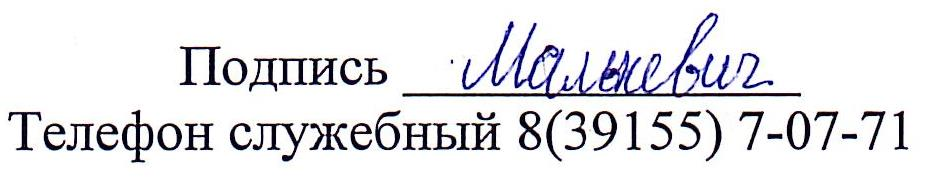 Подпись Малькевич
Телефон служебный 8(39155) 7-07-71